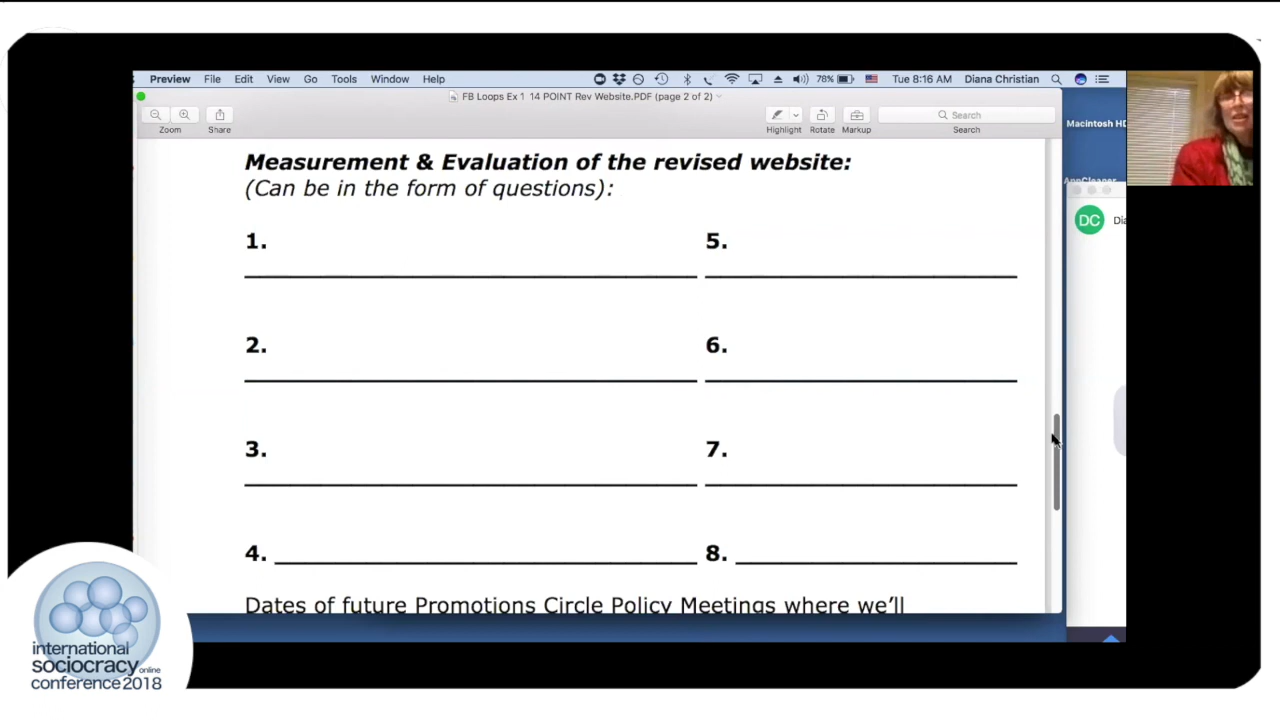 Preview File Edit View Go Tools Window Help 78% Tue 8:16 AM Diana Christian
FB Loops Ex 1 14 POINT Rev Website.PDF (page 2 of 2)
Search
Zoom Share Highlight Rotate Markup Search
Macintosh HD
AppCleaner
DC Dia
Measurement & Evaluation of the revised website:
(Can be in the form of questions):
1. 5.
2. 6.
3. 7.
4. 8.
Dates of future Promotions Circle Policy Meetings where we’ll
international
sociocracy online
conference 2018